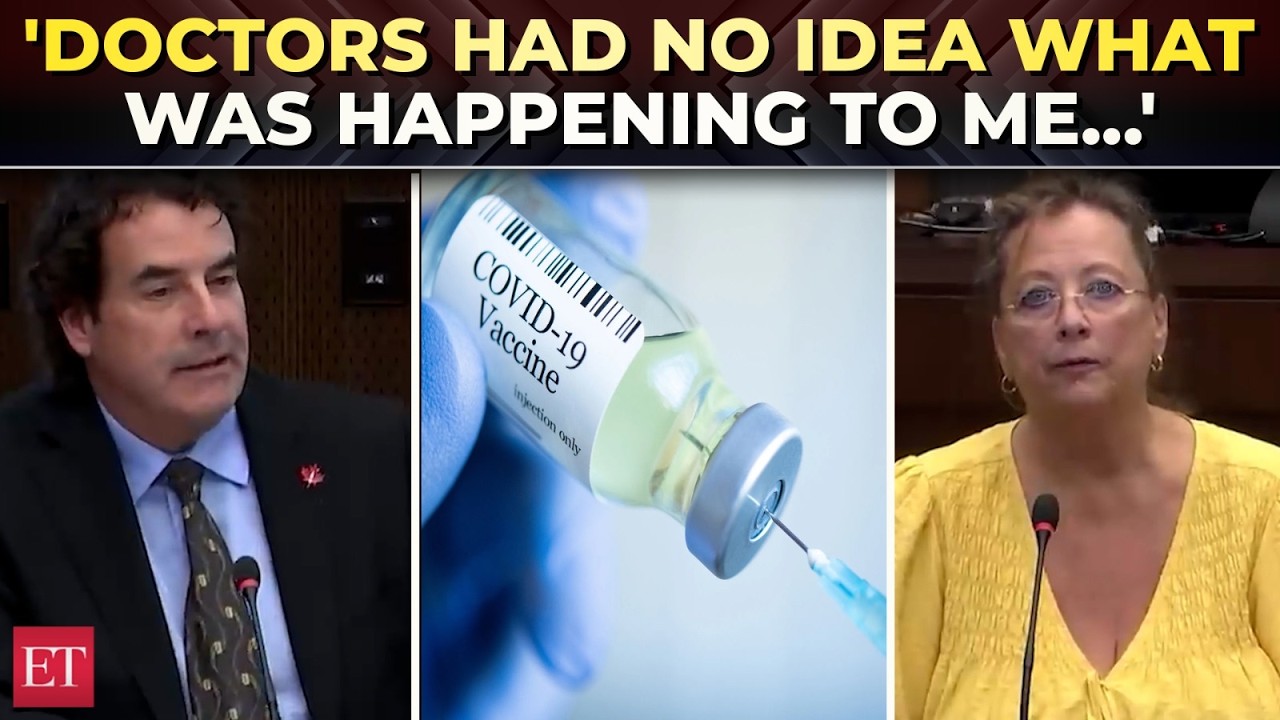 'DOCTORS HAD NO IDEA WHAT
WAS HAPPENING TO ME...'
COVID-19
Vaccine
injection only
ET